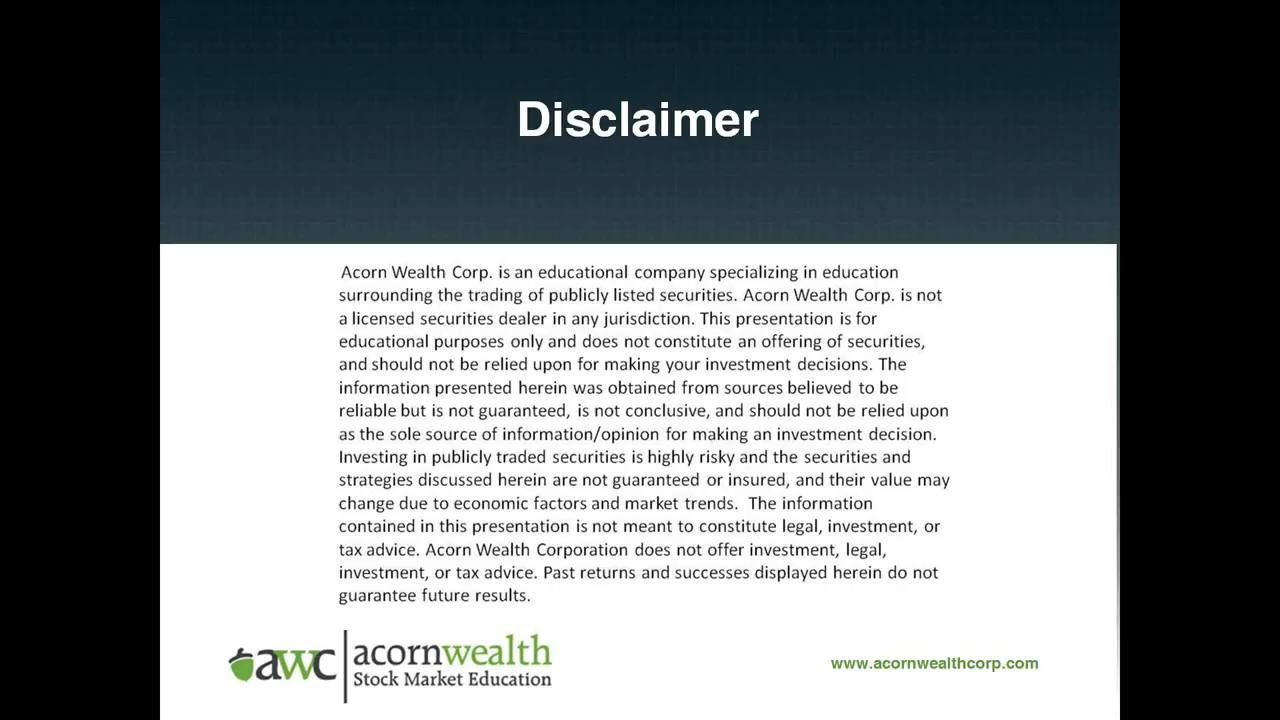 Disclaimer
Acorn Wealth Corp. is an educational company specializing in education
surrounding the trading of publicly listed securities. Acorn Wealth Corp. is not
a licensed securities dealer in any jurisdiction. This presentation is for
educational purposes only and does not constitute an offering of securities,
and should not be relied upon for making your investment decisions. The
information presented herein was obtained from sources believed to be
reliable but is not guaranteed, is not conclusive, and should not be relied upon
as the sole source of information/opinion for making an investment decision.
Investing in publicly traded securities is highly risky and the securities and
strategies discussed herein are not guaranteed or insured, and their value may
change due to economic factors and market trends.  The information
contained in this presentation is not meant to constitute legal, investment, or
tax advice. Acorn Wealth Corporation does not offer investment, legal,
investment, or tax advice. Past returns and successes displayed herein do not
guarantee future results.
awc
acornwealth
Stock Market Education
www.acornwealthcorp.com